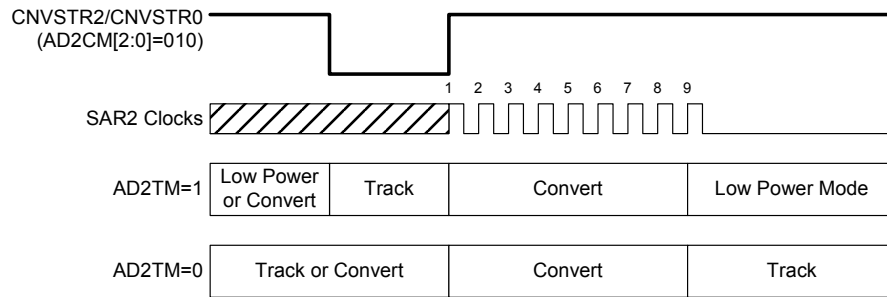 CNVSTR2/CNVSTR0
(AD2CM[2:0]=010)
1 2 3 4 5 6 7 8 9
SAR2 Clocks
AD2TM=1
Low Power
or Convert
Track
Convert
Low Power Mode
AD2TM=0
Track or Convert
Convert
Track